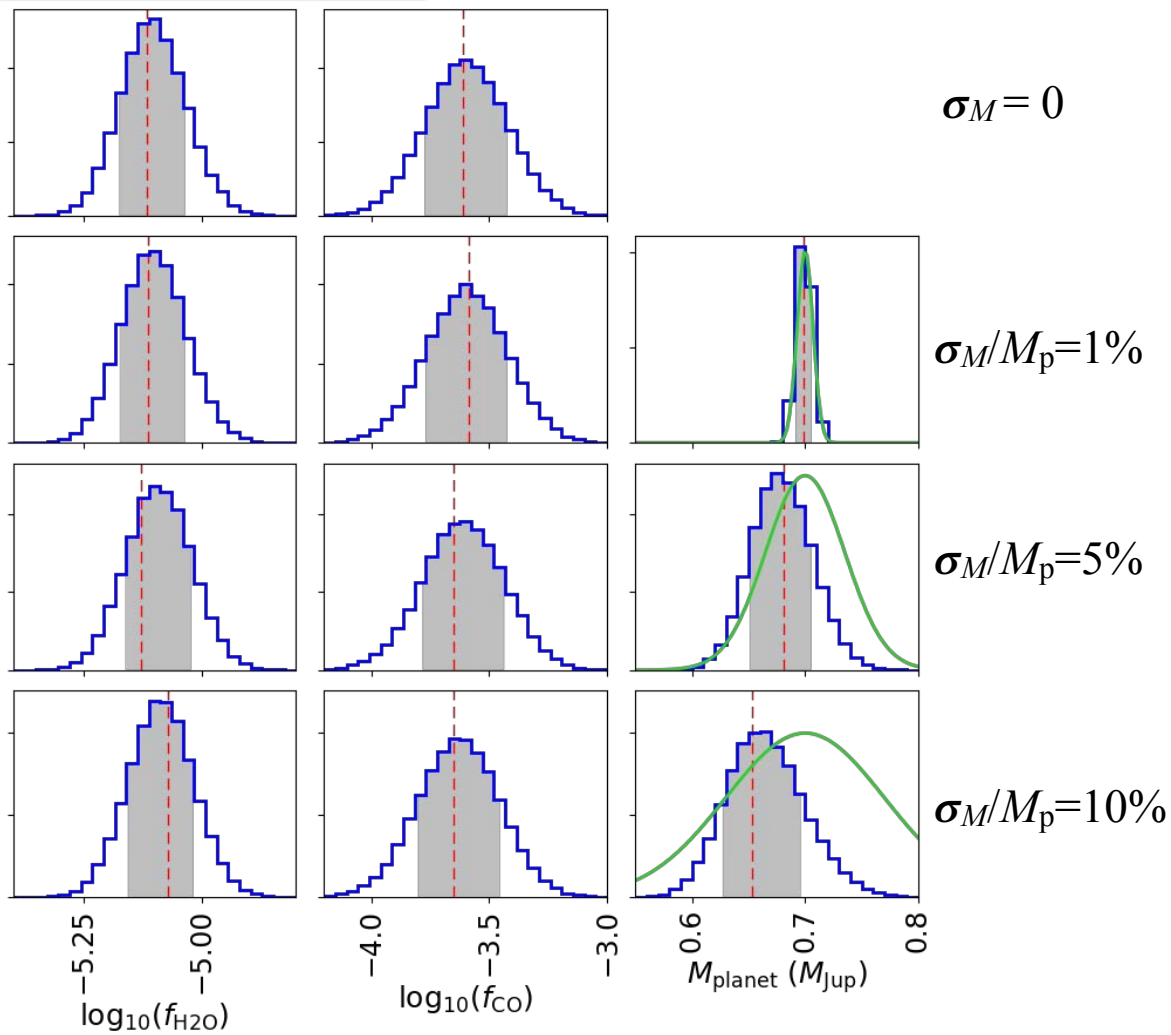 σM = 0
σM/Mp=1%
σM/Mp=5%
σM/Mp=10%
−5.25
−5.00
−4.0
−3.5
−3.0
0.6
0.7
0.8
log10(fH2O)
log10(fCO)
Mplanet (MJup)